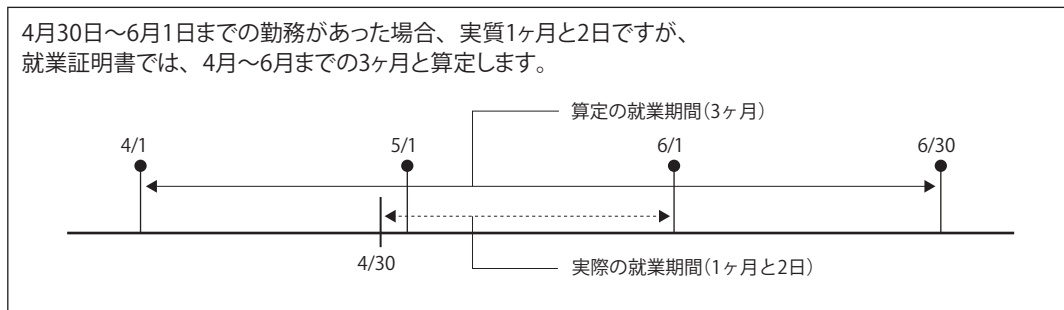 4月30日～6月1日までの勤務があった場合、実質1ヶ月と2日ですが、
就業証明書では、4月～6月までの3ヶ月と算定します。
算定の就業期間（3ヶ月）
4/1
5/1
6/1
6/30
4/30
実際の就業期間（1ヶ月と2日）